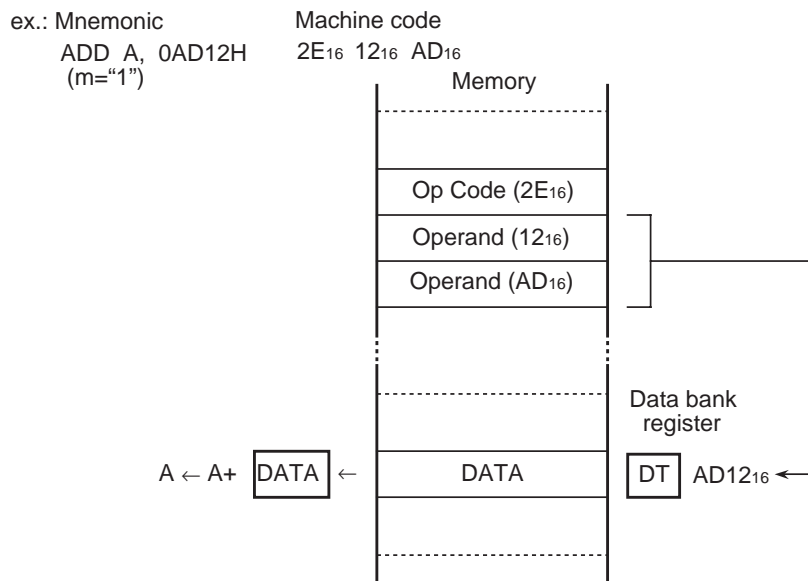 ex.: Mnemonic
Machine code
ADD A, 0AD12H
2E₁₆ 12₁₆ AD₁₆
(m=“1”)
Memory
Op Code (2E₁₆)
Operand (12₁₆)
Operand (AD₁₆)
Data bank
register
A ← A+ DATA ← DATA DT AD12₁₆